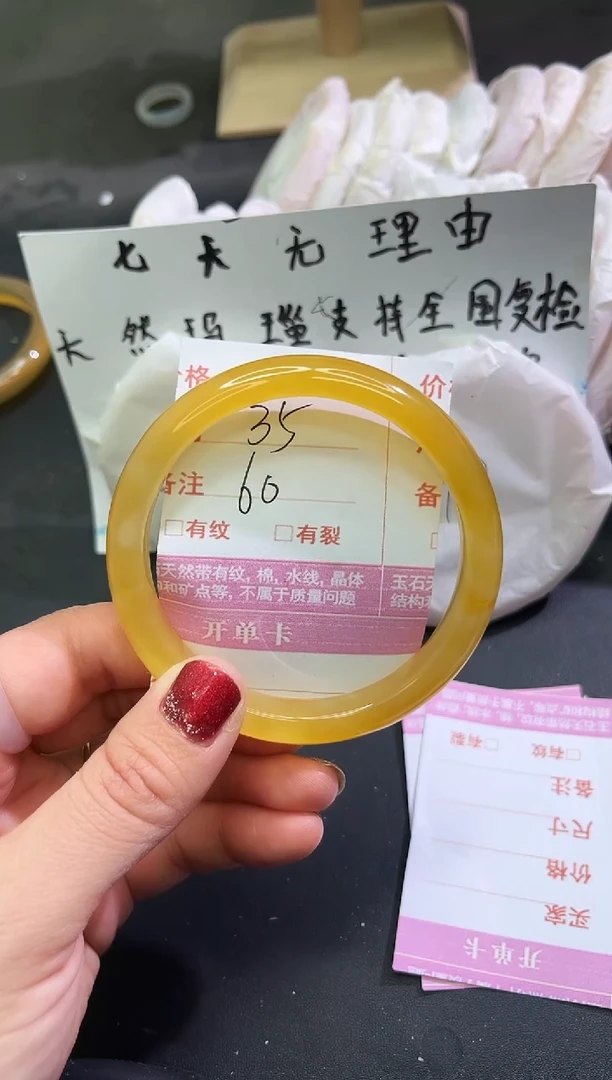 七天无理由
天然玛瑙支持全国复检
价格
35
备注
60
□有纹 □有裂
天然带有纹,棉,水线,晶体
和矿点等,不属于质量问题
开单卡
价
备
玉石天
结构
开单卡
买家
价格
尺寸
备注
□有纹 □有裂